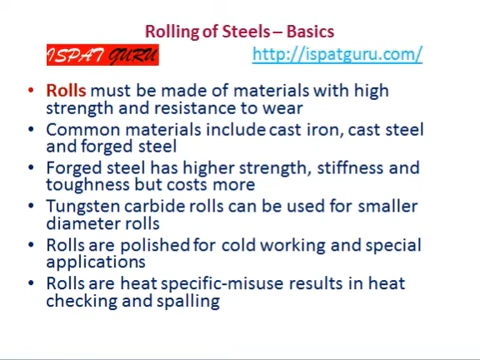 Rolling of Steels – Basics
ISPAT GURU http://ispatguru.com/
• Rolls must be made of materials with high
strength and resistance to wear
• Common materials include cast iron, cast steel
and forged steel
• Forged steel has higher strength, stiffness and
toughness but costs more
• Tungsten carbide rolls can be used for smaller
diameter rolls
• Rolls are polished for cold working and special
applications
• Rolls are heat specific-misuse results in heat
checking and spalling